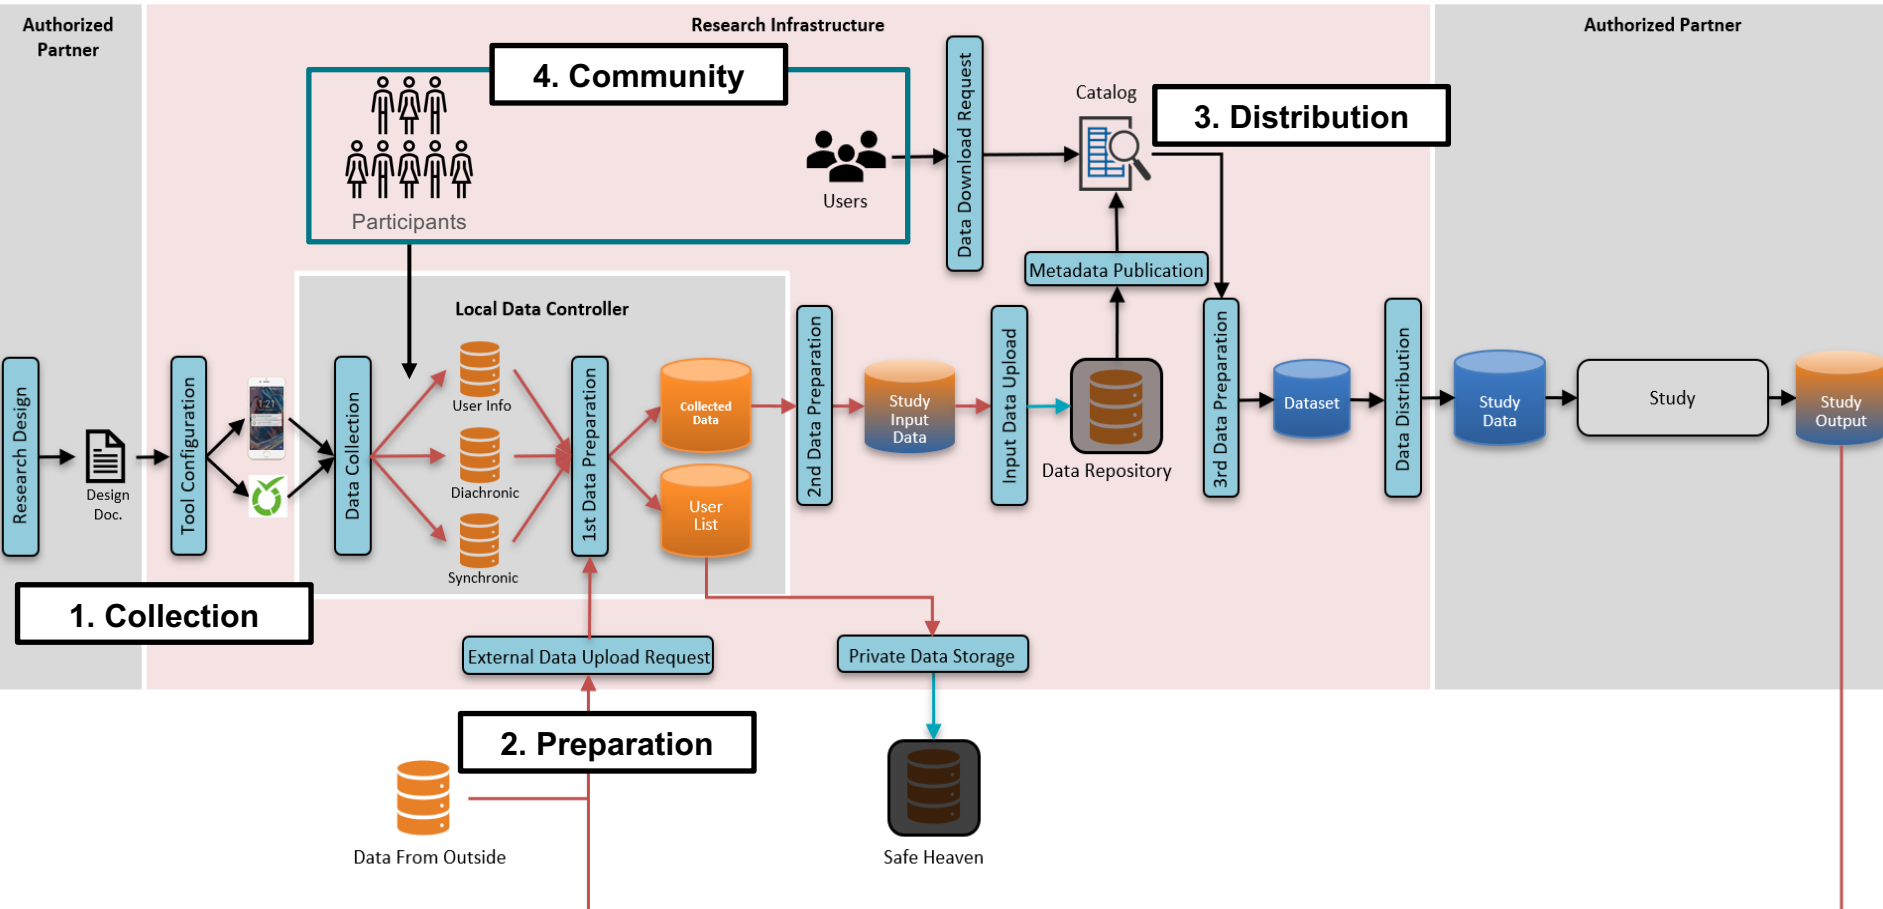 Authorized
Partner
Research Infrastructure
Authorized Partner
4. Community
Participants
Users
Data Download Request
Catalog
3. Distribution
Metadata Publication
Local Data Controller
Research Design
Design
Doc.
Tool Configuration
1:21
Data Collection
User Info
Diachronic
Synchronic
1st Data Preparation
Collected
Data
User
List
2nd Data Preparation
Study
Input
Data
Input Data Upload
Data Repository
3rd Data Preparation
Dataset
Data Distribution
Study
Data
Study
Study
Output
1. Collection
External Data Upload Request
Private Data Storage
2. Preparation
Data From Outside
Safe Heaven